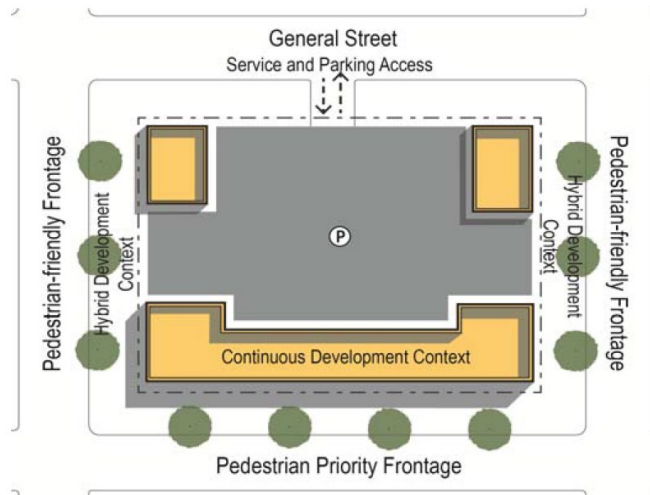 General Street
Service and Parking Access
Pedestrian-friendly Frontage
Hybrid Development
Context
P
Hybrid Development
Context
Pedestrian-friendly Frontage
Continuous Development Context
Pedestrian Priority Frontage